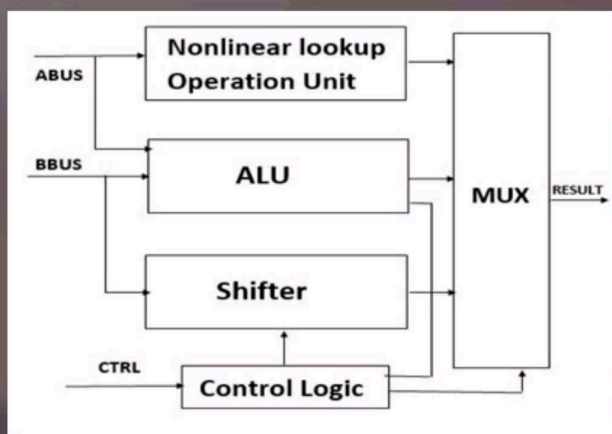 Nonlinear lookup
Operation Unit
ABUS
BBUS
ALU
MUX
RESULT
Shifter
CTRL
Control Logic